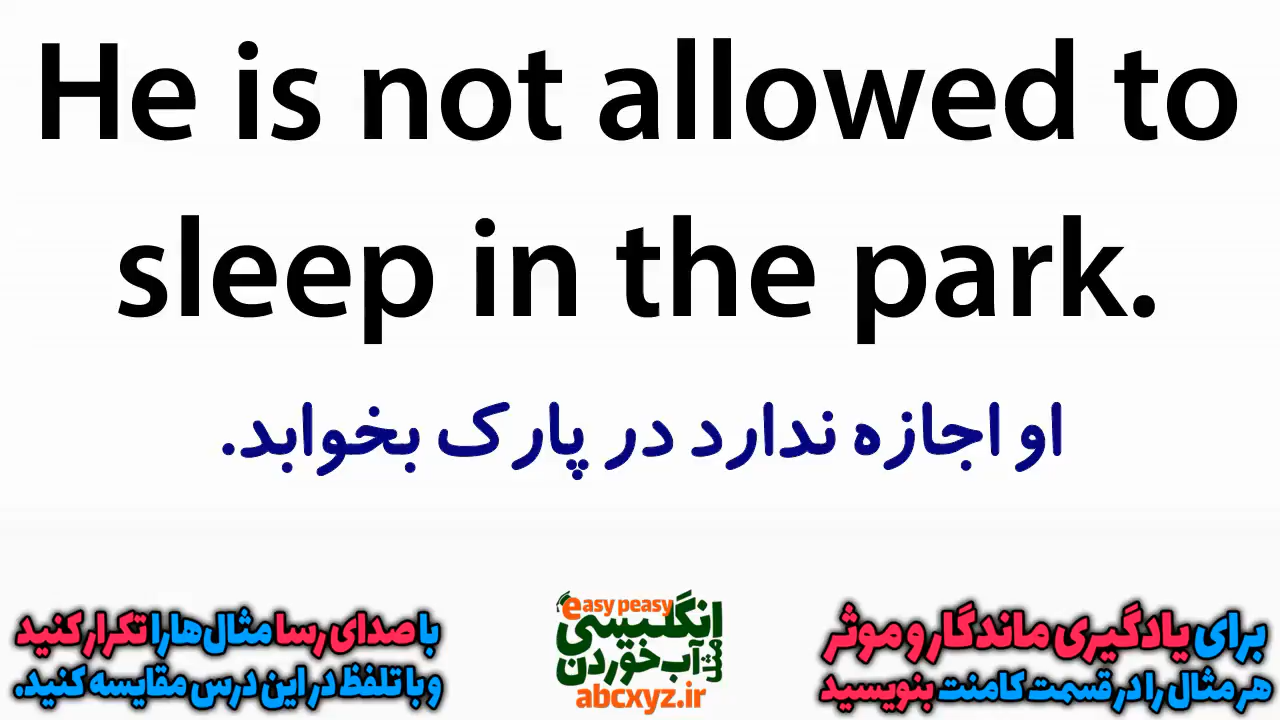 He is not allowed to
sleep in the park.
او اجازه ندارد در پارک بخوابد.
برای یادگیری ماندگار و موثر
هر مثال را در قسمت کامنت بنویسید
easy peasy
انگلیسی
مثل آب خوردن
abcxyz.ir
با صدای رسا مثال‌ها را تکرار کنید
و با تلفظ در این درس مقایسه کنید.